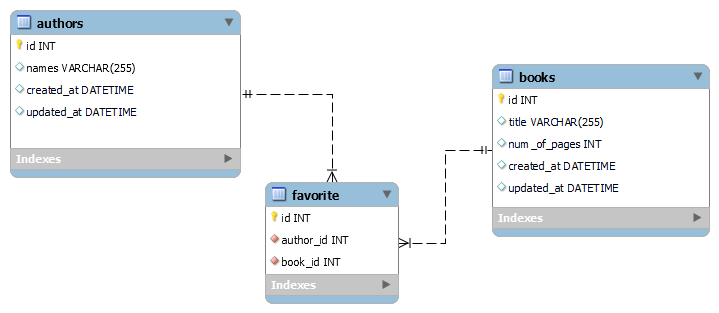 authors
id INT
names VARCHAR(255)
created_at DATETIME
updated_at DATETIME
Indexes
books
id INT
title VARCHAR(255)
num _of_pages INT
created_at DATETIME
updated_at DATETIME
Indexes
favorite
id INT
author_id INT
book_id INT
Indexes